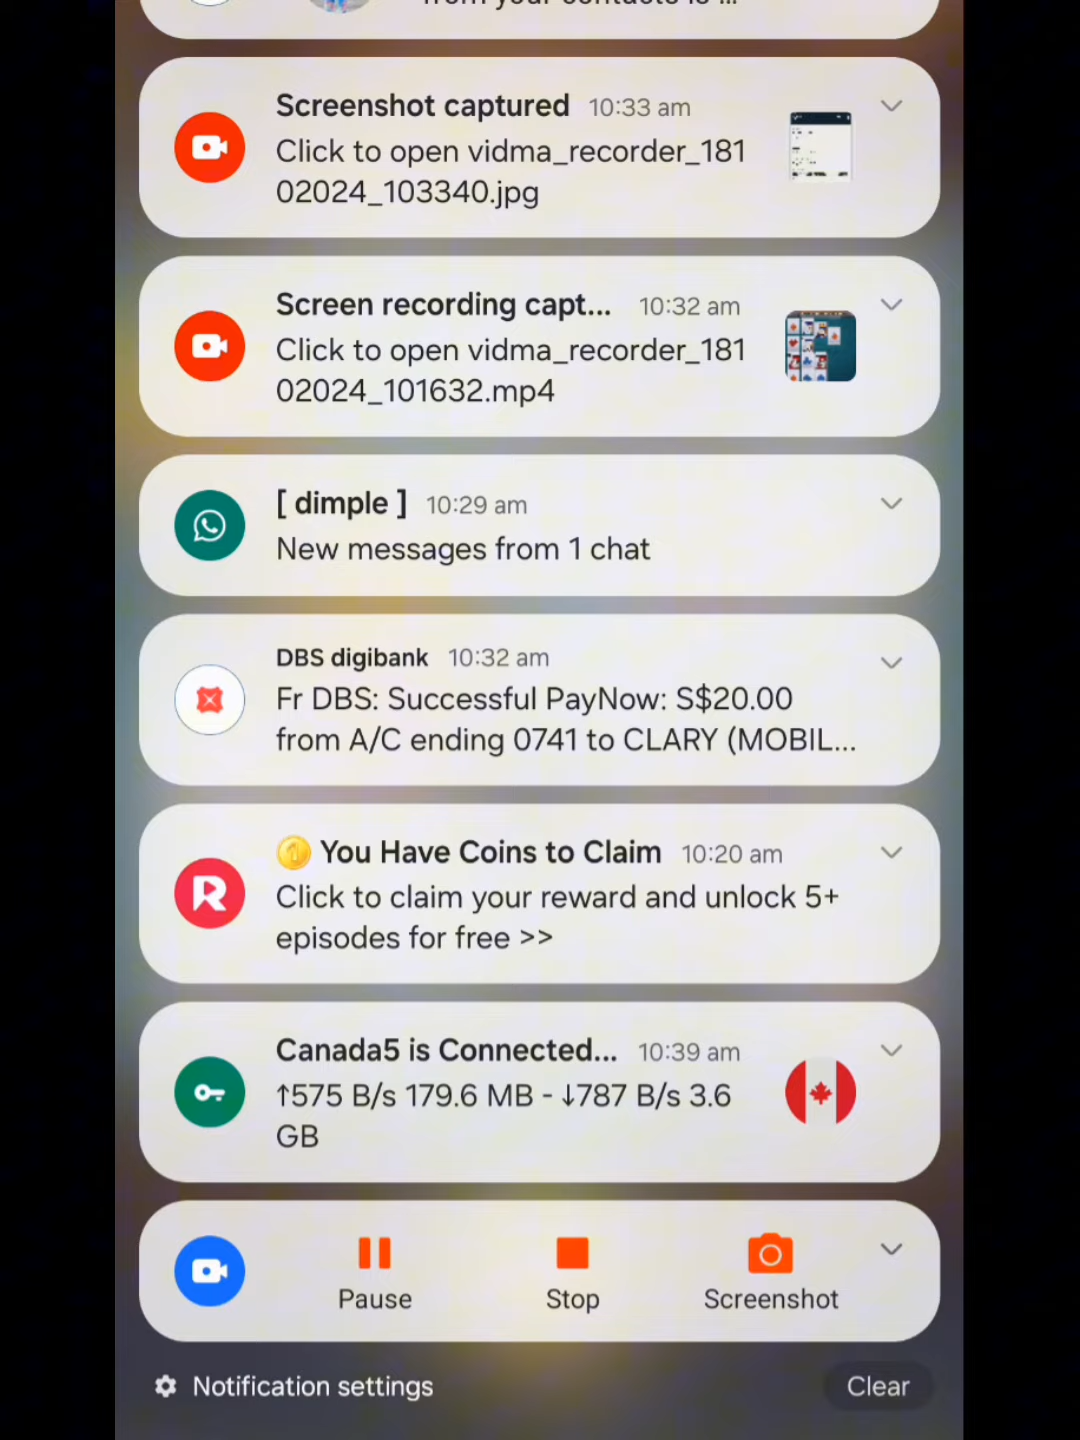 from your contacts is ...
Screenshot captured 10:33 am
Click to open vidma_recorder_181
02024_103340.jpg
Screen recording capt... 10:32 am
Click to open vidma_recorder_181
02024_101632.mp4
[ dimple ] 10:29 am
New messages from 1 chat
DBS digibank 10:32 am
Fr DBS: Successful PayNow: S$20.00
from A/C ending 0741 to CLARY (MOBIL...
You Have Coins to Claim 10:20 am
Click to claim your reward and unlock 5+
episodes for free >>
Canada5 is Connected... 10:39 am
↑575 B/s 179.6 MB - ↓787 B/s 3.6
GB
Pause Stop Screenshot
Notification settings Clear